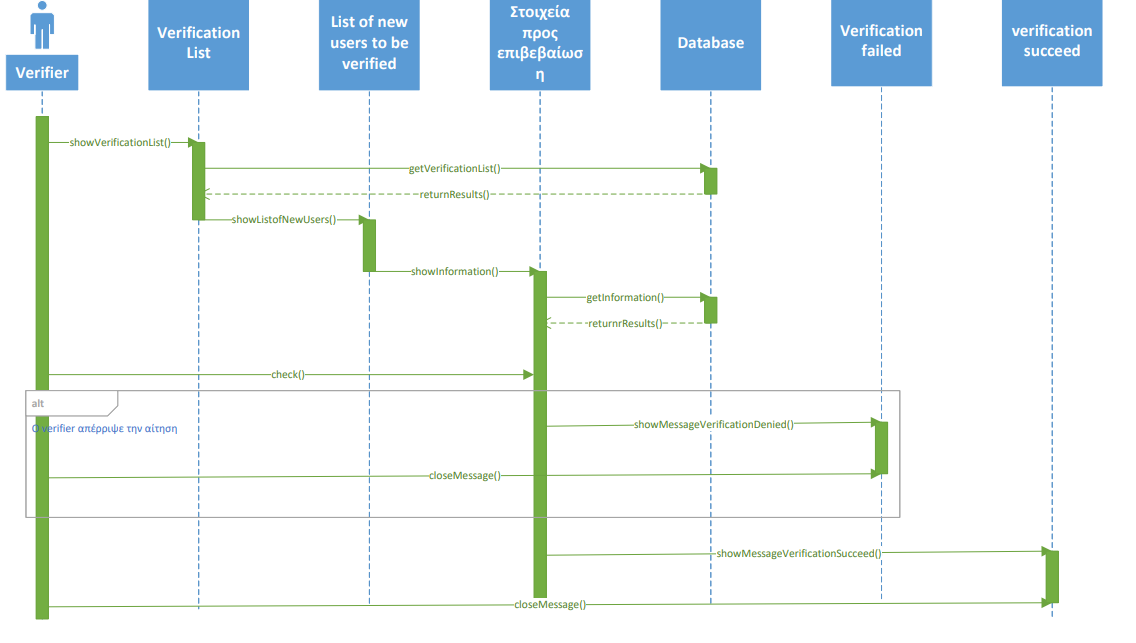 Verifier
Verification
List
List of new
users to be
verified
Στοιχεία
προς
επιβεβαίωσ
η
Database
Verification
failed
verification
succeed
showVerificationList()
getVerificationList()
returnResults()
showListofNewUsers()
showInformation()
getInformation()
returnrResults()
check()
alt
Ο verifier απέρριψε την αίτηση
showMessageVerificationDenied()
closeMessage()
showMessageVerificationSucceed()
closeMessage()